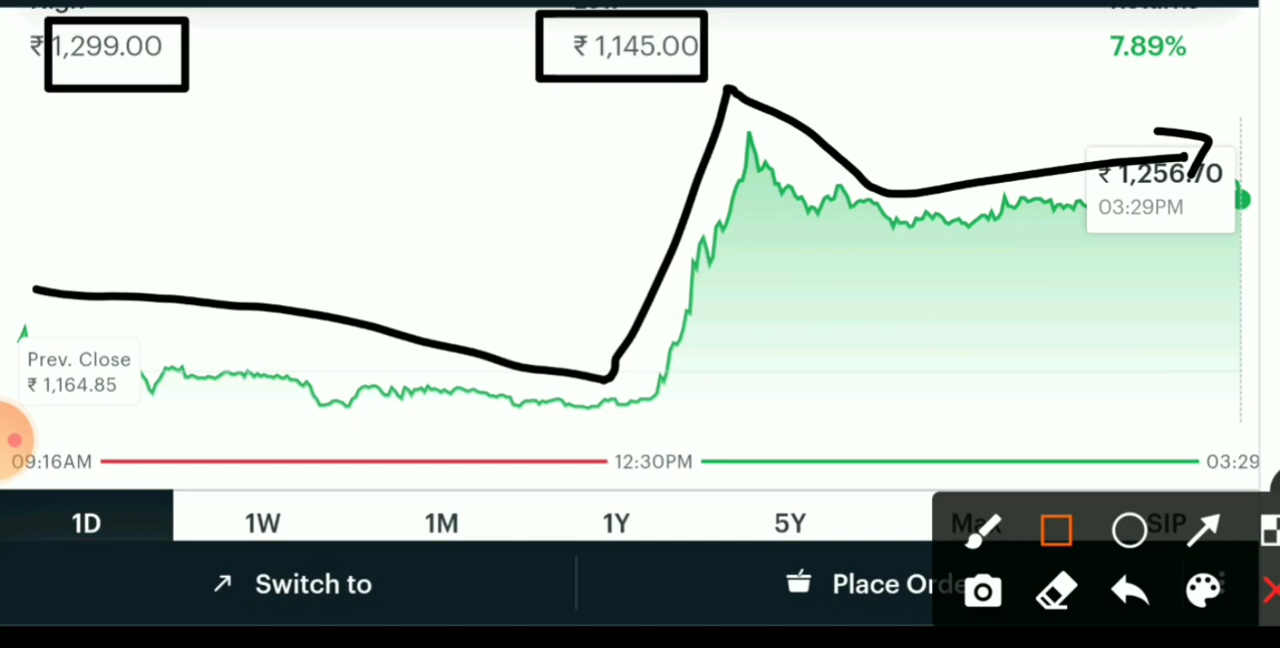 ₹ 1,299.00
₹ 1,145.00
7.89%
₹ 1,256.70
03:29PM
Prev. Close
₹ 1,164.85
09:16AM
12:30PM
03:29
1D
1W
1M
1Y
5Y
Max
SIP
Switch to
Place Orde